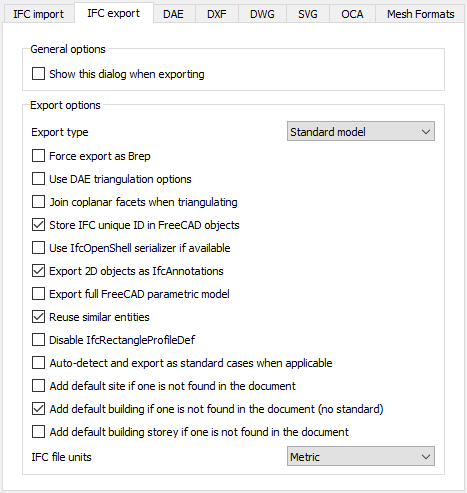 IFC import IFC export DAE DXF DWG SVG OCA Mesh Formats
General options
Show this dialog when exporting
Export options
Export type Standard model
Force export as Brep
Use DAE triangulation options
Join coplanar facets when triangulating
Store IFC unique ID in FreeCAD objects
Use IfcOpenShell serializer if available
Export 2D objects as IfcAnnotations
Export full FreeCAD parametric model
Reuse similar entities
Disable IfcRectangleProfileDef
Auto-detect and export as standard cases when applicable
Add default site if one is not found in the document
Add default building if one is not found in the document (no standard)
Add default building storey if one is not found in the document
IFC file units Metric